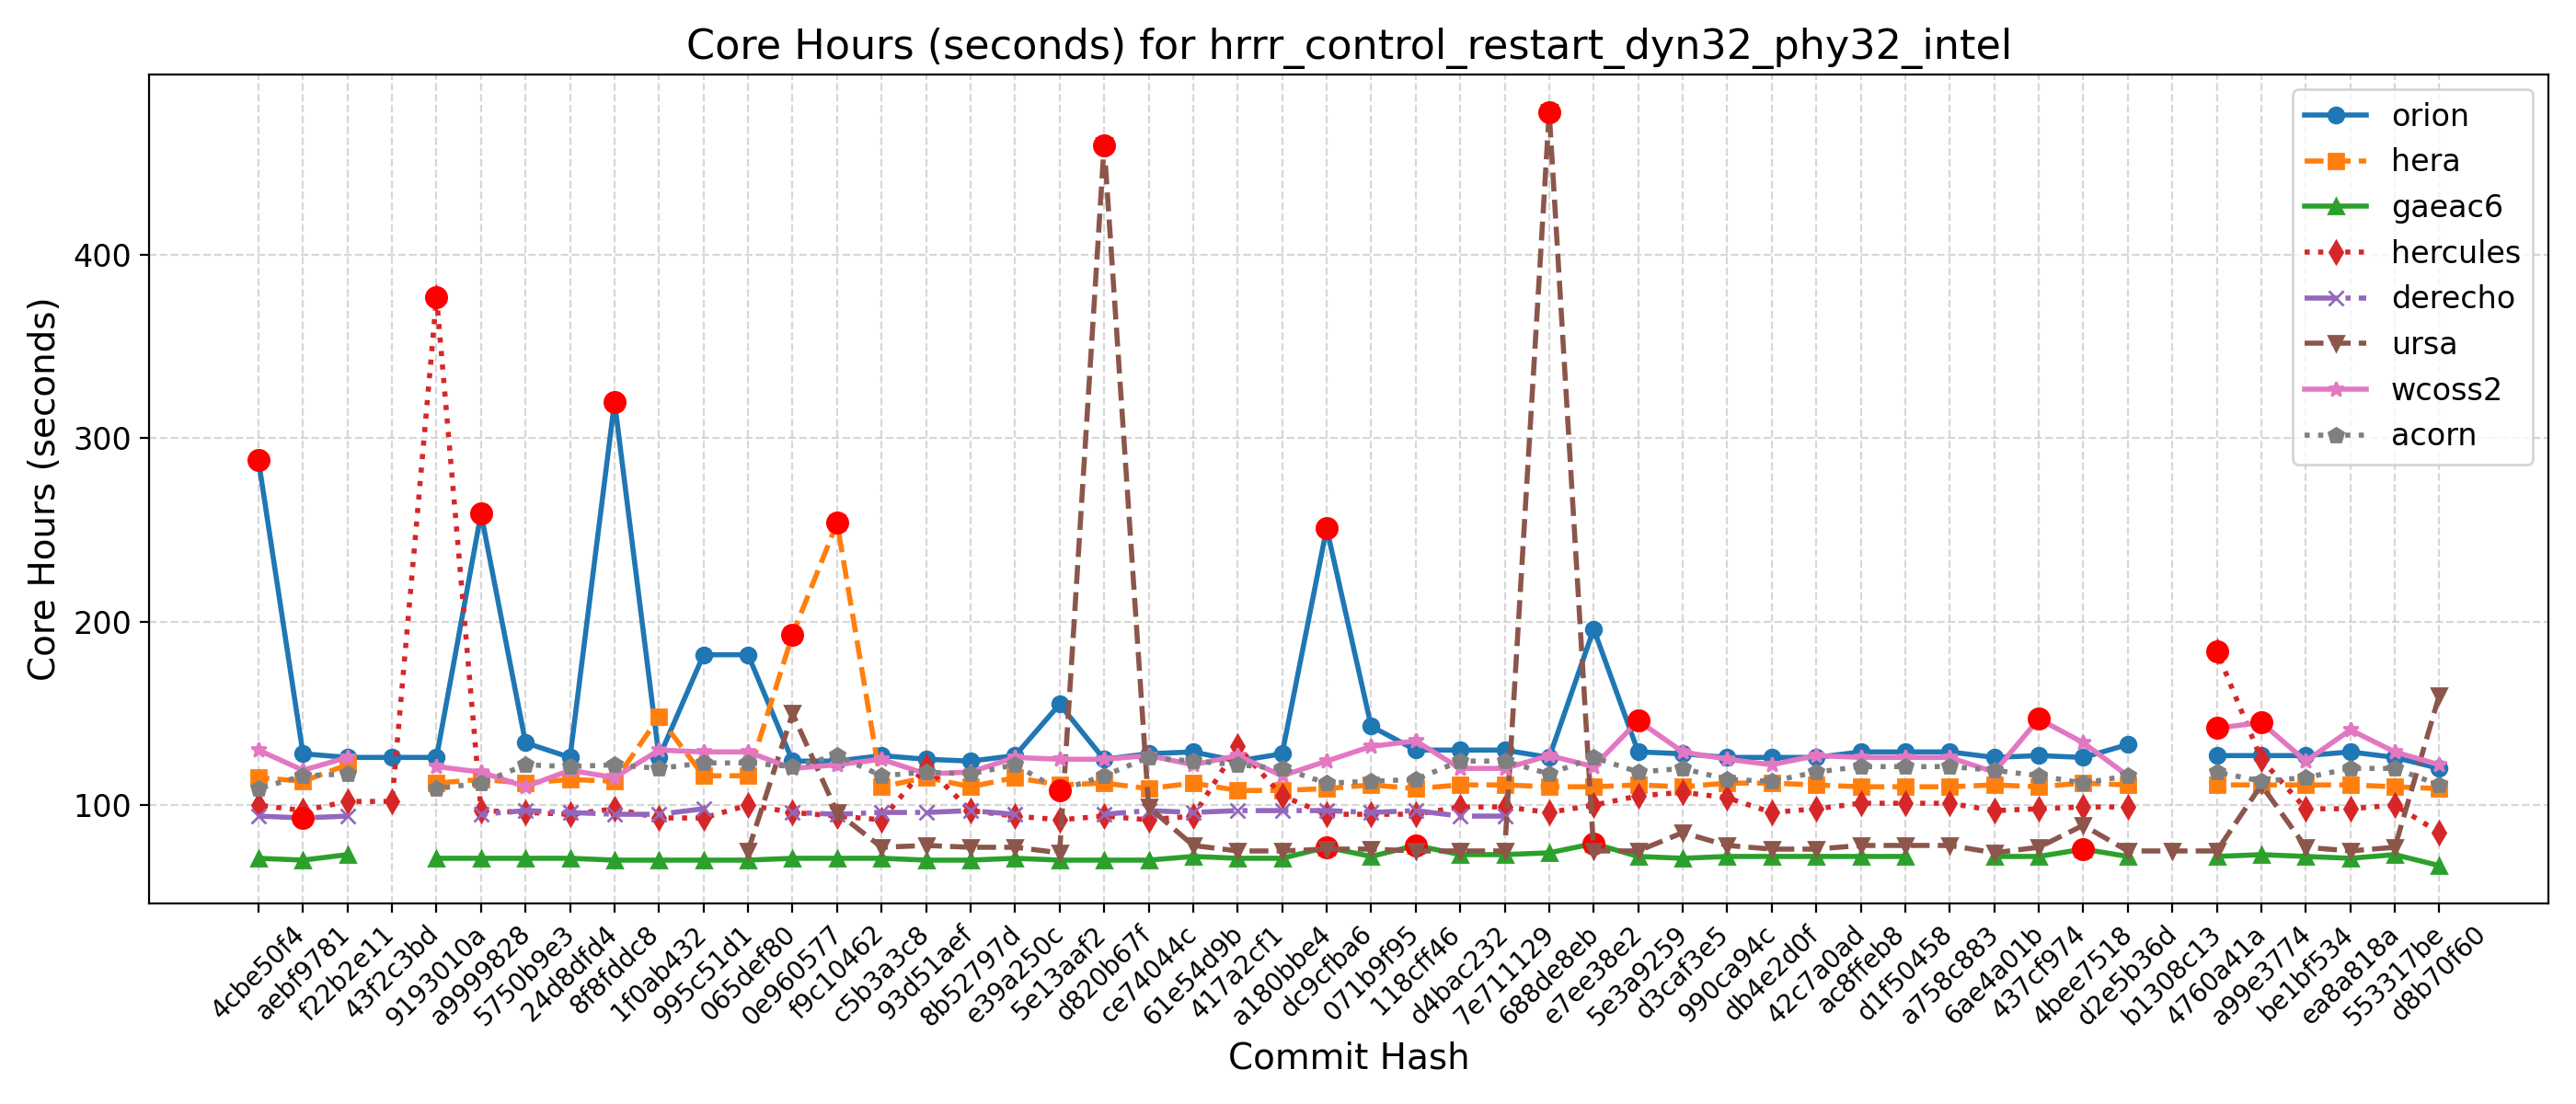 Core Hours (seconds) for hrrr_control_restart_dyn32_phy32_intel
Core Hours (seconds)
400
300
200
100
orion
hera
gaeac6
hercules
derecho
ursa
wcoss2
acorn
4cbe50f4
aebf9781
f22b2e11
43f2c3bd
9193010a
a9999828
5750b9e3
24d8dfd4
8f8fddc8
1f0ab432
995c51d1
065def80
0e960577
f9c10462
c5b3a3c8
93d51aef
8b52797d
e39a250c
5e13aaf2
d820b67f
ce74044c
61e54d9b
417a2cf1
a180bbe4
dc9cfba6
071b9f95
118cff46
d4bac232
7e711129
688de8eb
e7ee38e2
5e3a9259
d3caf3e5
990ca94c
db4e2d0f
42c7a0ad
ac8ffeb8
d1f50458
a758c883
6ae4a01b
437cf974
4bee7518
d2e5b36d
b1308c13
4760a41a
a99e3774
be1bf534
ea8a818a
553317be
d8b70f60
Commit Hash